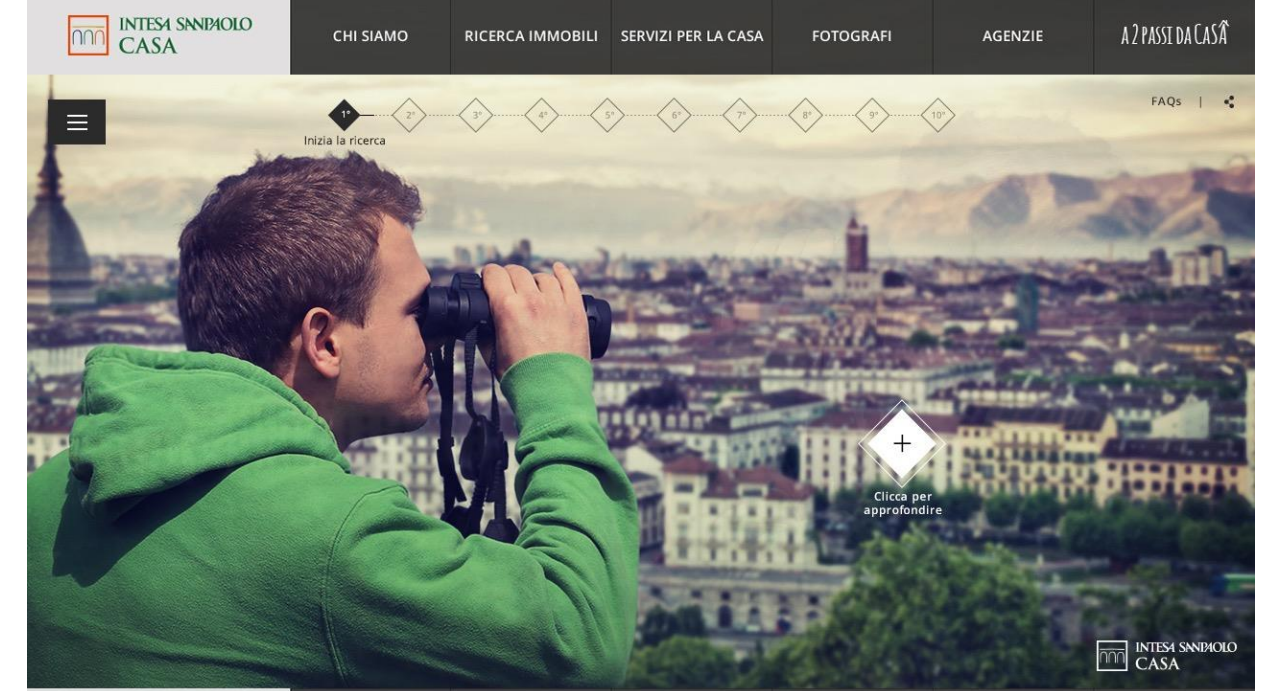 INTESA SANPAOLO
CASA
CHI SIAMO
RICERCA IMMOBILI
SERVIZI PER LA CASA
FOTOGRAFI
AGENZIE
A 2 PASSI DA CASA
1°
2°
3°
4°
5°
6°
7°
8°
9°
10°
Inizia la ricerca
FAQs |
Clicca per
approfondire
INTESA SANPAOLO
CASA